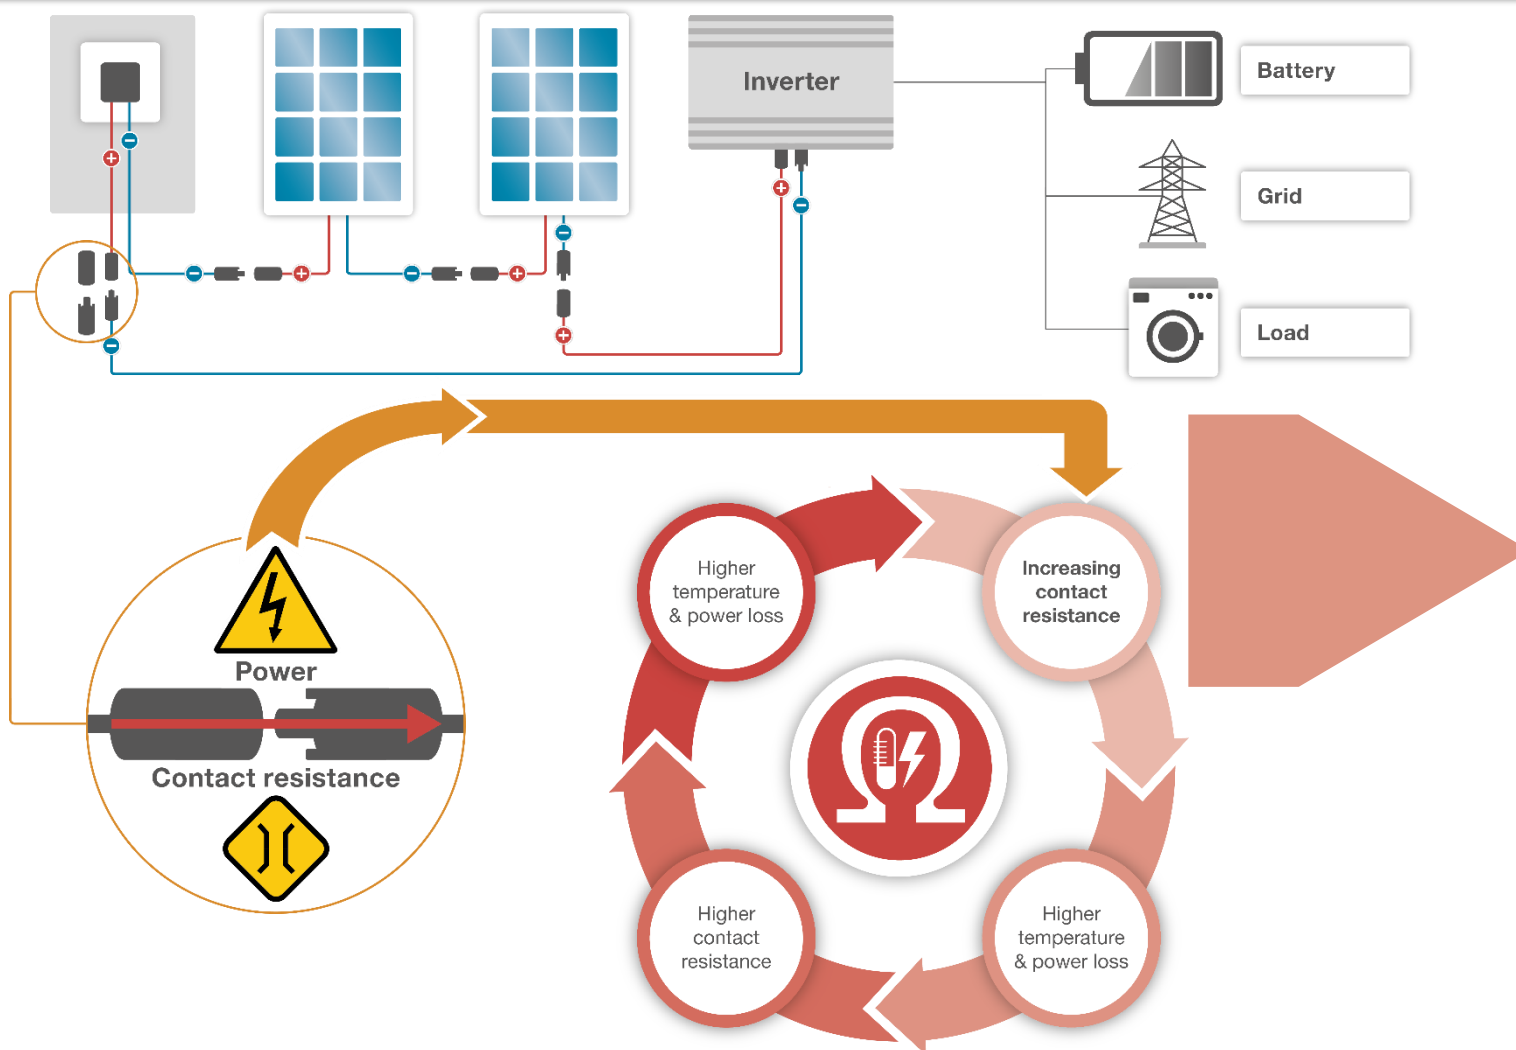 Inverter
Battery
Grid
Load
Power
Contact resistance
Higher
temperature
& power loss
Increasing
contact
resistance
Ω
Higher
contact
resistance
Higher
temperature
& power loss